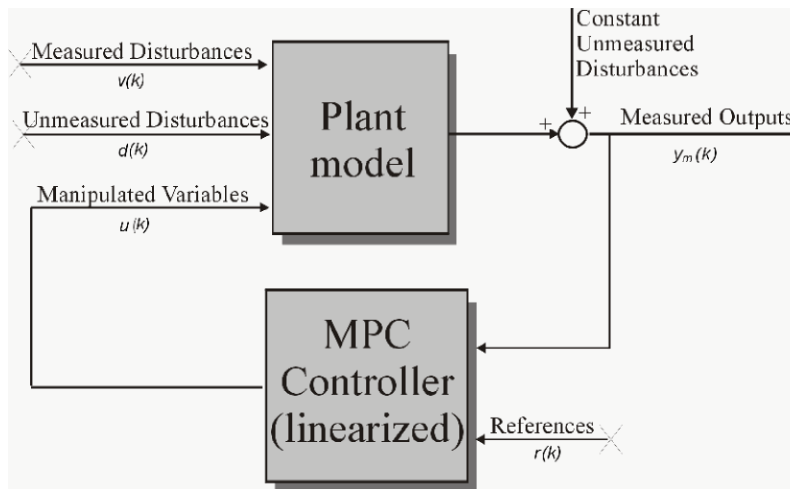 Constant
Unmeasured
Disturbances
Measured Disturbances
v(k)
Unmeasured Disturbances
d(k)
Manipulated Variables
u(k)
Plant
model
+
+
Measured Outputs
ym(k)
MPC
Controller
(linearized)
References
r(k)